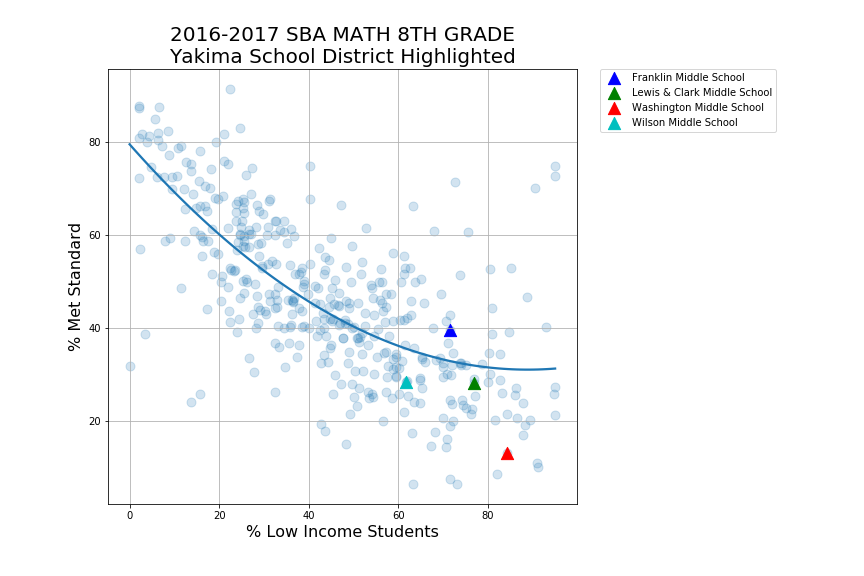 2016-2017 SBA MATH 8TH GRADE
Yakima School District Highlighted
Franklin Middle School
Lewis & Clark Middle School
Washington Middle School
Wilson Middle School
% Met Standard
80
60
40
20
0 20 40 60 80
% Low Income Students